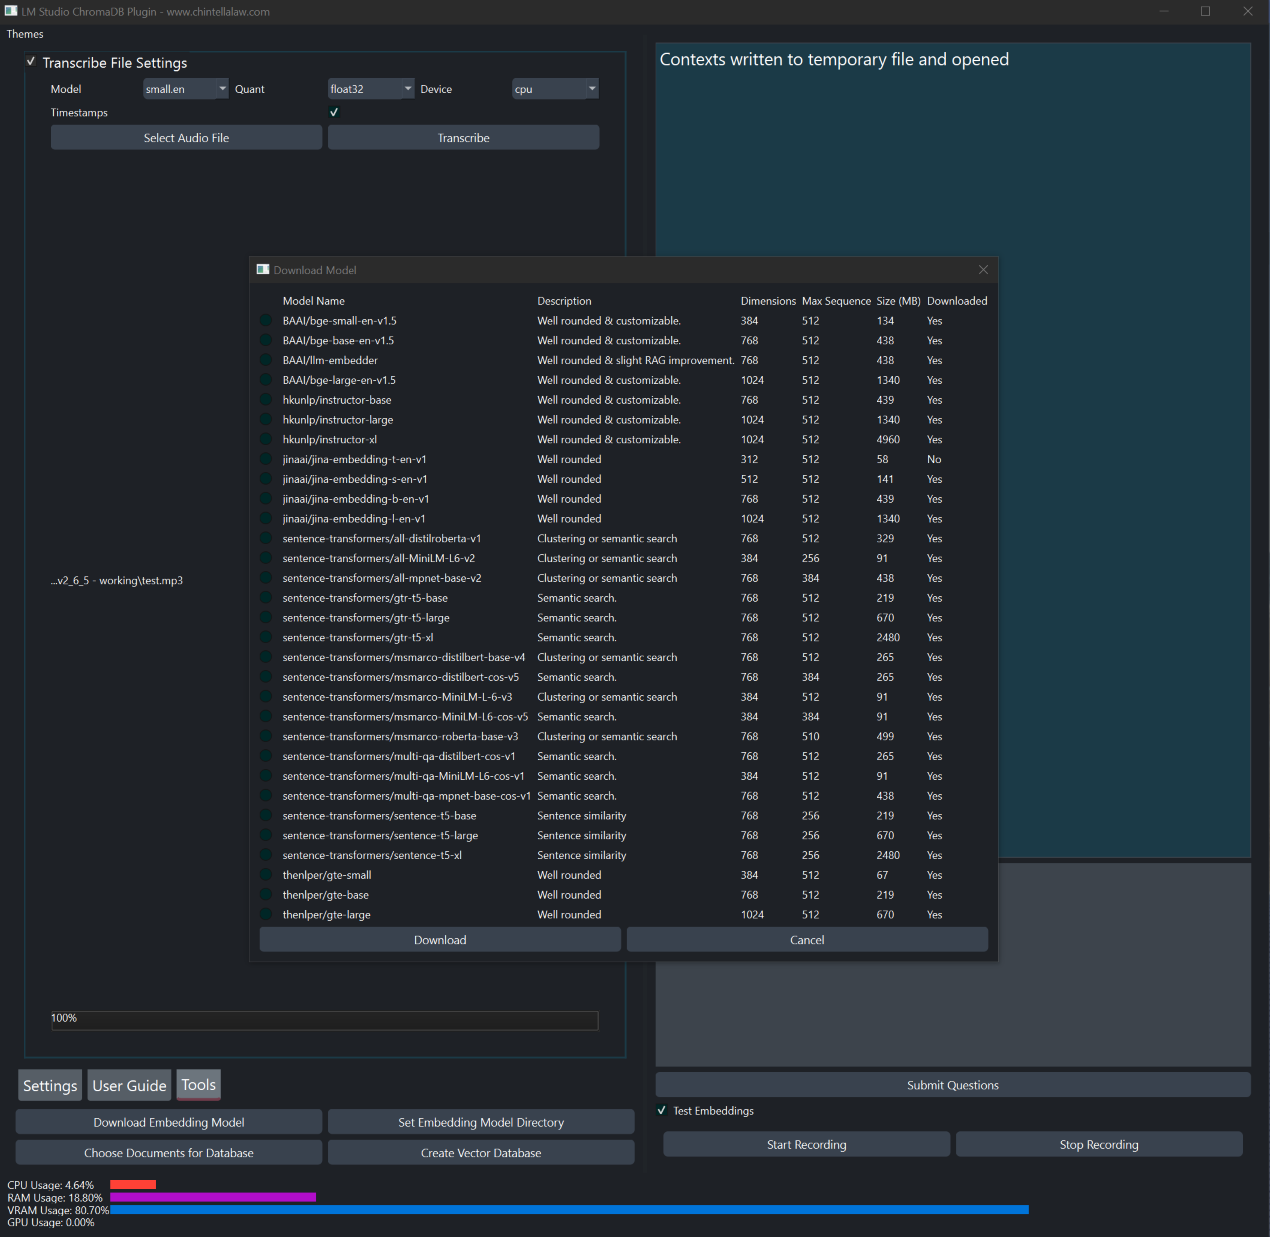 LM Studio ChromaDB Plugin - www.chintellalaw.com
Themes
Transcribe File Settings
Model small.en Quant float32 Device cpu
Timestamps
Select Audio File Transcribe
...v2_6_5 - working\test.mp3
100%
Settings User Guide Tools
Download Embedding Model Set Embedding Model Directory
Choose Documents for Database Create Vector Database
CPU Usage: 4.64%
RAM Usage: 18.80%
VRAM Usage: 80.70%
GPU Usage: 0.00%
Contexts written to temporary file and opened
Submit Questions
Test Embeddings
Start Recording Stop Recording
Download Model
Model Name Description Dimensions Max Sequence Size (MB) Downloaded
BAAI/bge-small-en-v1.5 Well rounded & customizable. 384 512 134 Yes
BAAI/bge-base-en-v1.5 Well rounded & customizable. 768 512 438 Yes
BAAI/llm-embedder Well rounded & slight RAG improvement. 768 512 438 Yes
BAAI/bge-large-en-v1.5 Well rounded & customizable. 1024 512 1340 Yes
hkunlp/instructor-base Well rounded & customizable. 768 512 439 Yes
hkunlp/instructor-large Well rounded & customizable. 1024 512 1340 Yes
hkunlp/instructor-xl Well rounded & customizable. 1024 512 4960 Yes
jinaai/jina-embedding-t-en-v1 Well rounded 312 512 58 No
jinaai/jina-embedding-s-en-v1 Well rounded 512 512 141 Yes
jinaai/jina-embedding-b-en-v1 Well rounded 768 512 439 Yes
jinaai/jina-embedding-l-en-v1 Well rounded 1024 512 1340 Yes
sentence-transformers/all-distilroberta-v1 Clustering or semantic search 768 512 329 Yes
sentence-transformers/all-MiniLM-L6-v2 Clustering or semantic search 384 256 91 Yes
sentence-transformers/all-mpnet-base-v2 Clustering or semantic search 768 384 438 Yes
sentence-transformers/gtr-t5-base Semantic search. 768 512 219 Yes
sentence-transformers/gtr-t5-large Semantic search. 768 512 670 Yes
sentence-transformers/gtr-t5-xl Semantic search. 768 512 2480 Yes
sentence-transformers/msmarco-distilbert-base-v4 Clustering or semantic search 768 512 265 Yes
sentence-transformers/msmarco-distilbert-cos-v5 Semantic search. 768 384 265 Yes
sentence-transformers/msmarco-MiniLM-L-6-v3 Clustering or semantic search 384 512 91 Yes
sentence-transformers/msmarco-MiniLM-L6-cos-v5 Semantic search. 384 384 91 Yes
sentence-transformers/msmarco-roberta-base-v3 Clustering or semantic search 768 510 499 Yes
sentence-transformers/multi-qa-distilbert-cos-v1 Semantic search. 768 512 265 Yes
sentence-transformers/multi-qa-MiniLM-L6-cos-v1 Semantic search. 384 512 91 Yes
sentence-transformers/multi-qa-mpnet-base-cos-v1 Semantic search. 768 512 438 Yes
sentence-transformers/sentence-t5-base Sentence similarity 768 256 219 Yes
sentence-transformers/sentence-t5-large Sentence similarity 768 256 670 Yes
sentence-transformers/sentence-t5-xl Sentence similarity 768 256 2480 Yes
thenlper/gte-small Well rounded 384 512 67 Yes
thenlper/gte-base Well rounded 768 512 219 Yes
thenlper/gte-large Well rounded 1024 512 670 Yes
Download Cancel